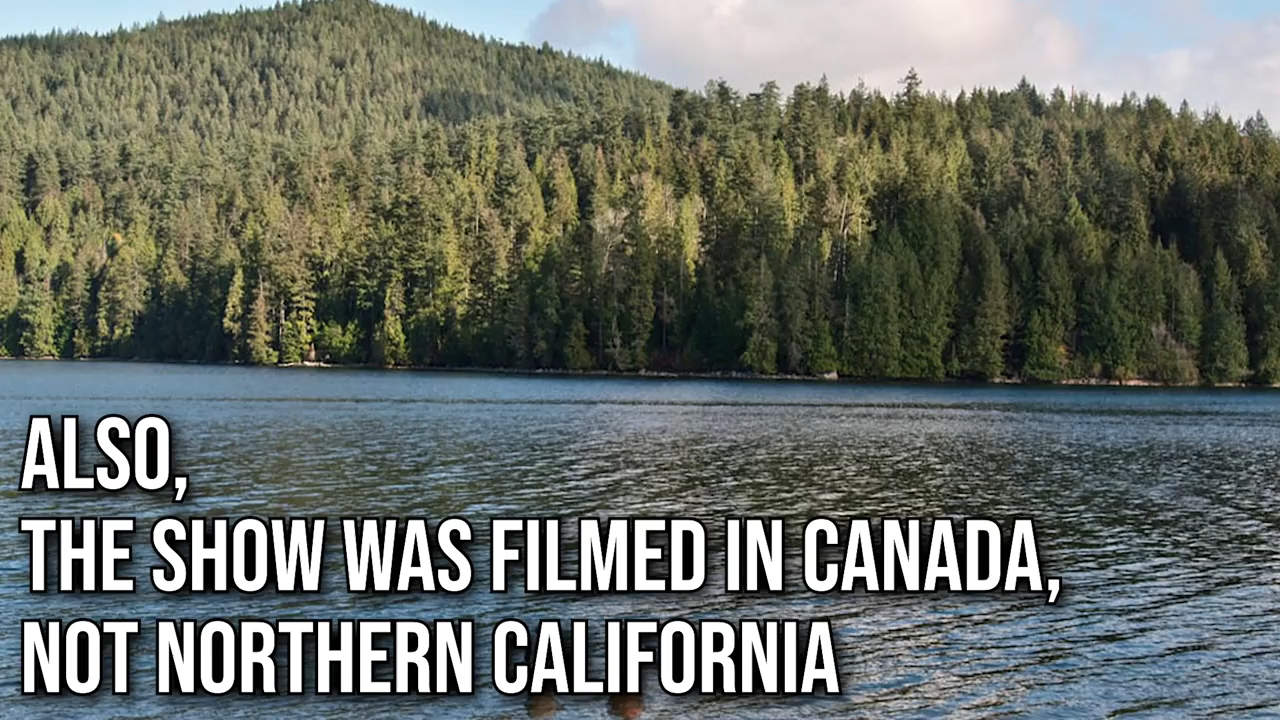 ALSO,
THE SHOW WAS FILMED IN CANADA,
NOT NORTHERN CALIFORNIA